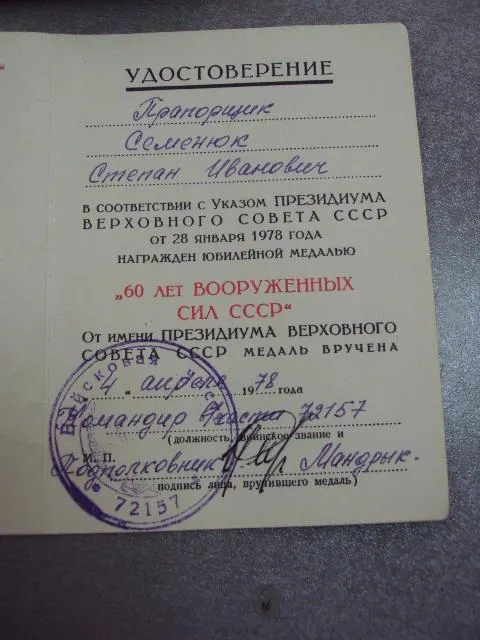 УДОСТОВЕРЕНИЕ
Прапорщик
Семенюк
Степан Иванович
В СООТВЕТСТВИИ С УКАЗОМ ПРЕЗИДИУМА
ВЕРХОВНОГО СОВЕТА СССР
ОТ 28 ЯНВАРЯ 1978 ГОДА
НАГРАЖДЕН ЮБИЛЕЙНОЙ МЕДАЛЬЮ
„60 ЛЕТ ВООРУЖЕННЫХ
СИЛ СССР“
ОТ ИМЕНИ ПРЕЗИДИУМА ВЕРХОВНОГО
СОВЕТА СССР МЕДАЛЬ ВРУЧЕНА
„4„ апреля 1978 года
Командир части 72157
(должность, воинское звание и
М. П.
Подполковник Мандрык.
подпись лица, вручившего медаль)
Войсковая
* 72157